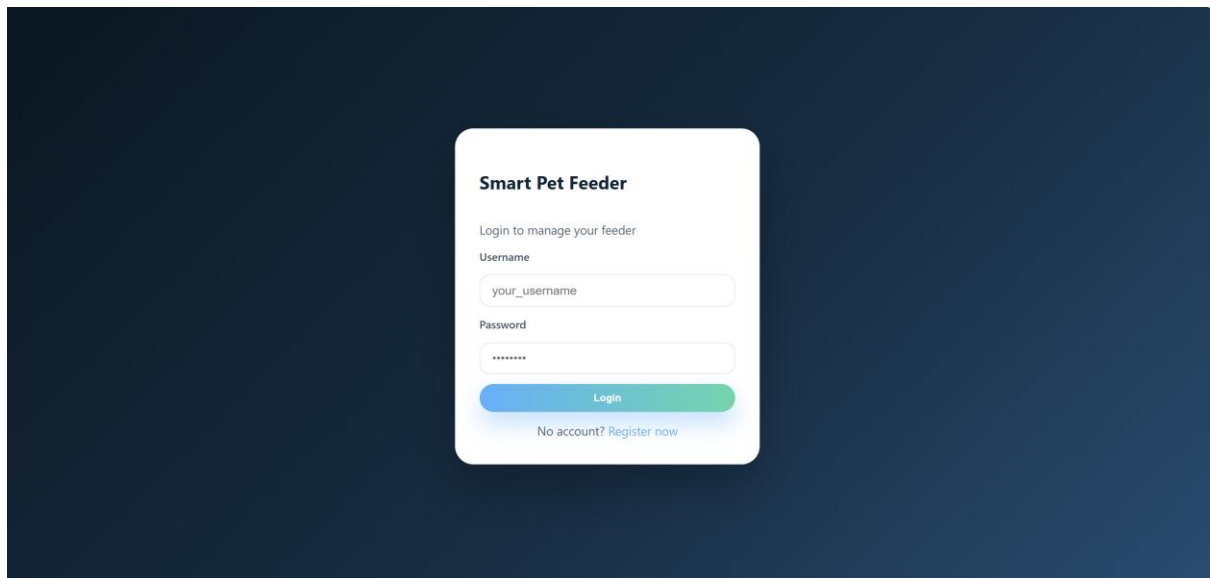 Smart Pet Feeder
Login to manage your feeder
Username
your_username
Password
••••••••
Login
No account? Register now